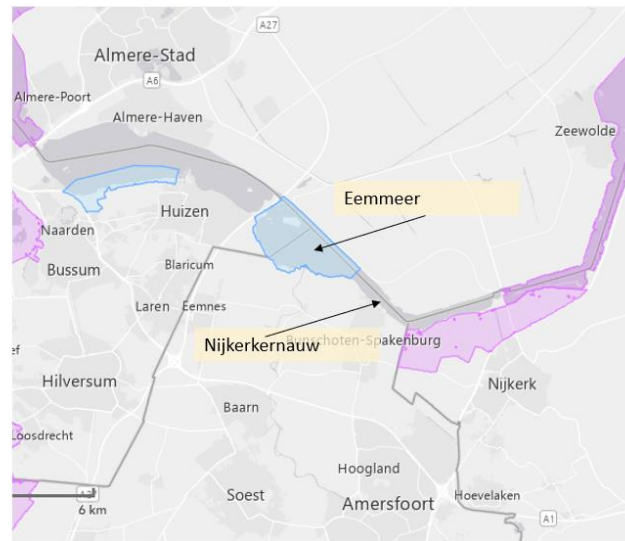 A27
Almere-Stad
A6
Almere-Poort
Almere-Haven
Zeewolde
Eemmeer
Huizen
Naarden
Blaricum
Bussum
Laren
Eemnes
Nijkerkernauw
Bunschoten-Spakenburg
ef
Nijkerk
Hilversum
Baarn
Loosdrecht
Hoogland
Soest
Hoevelaken
Amersfoort
6 km
A1